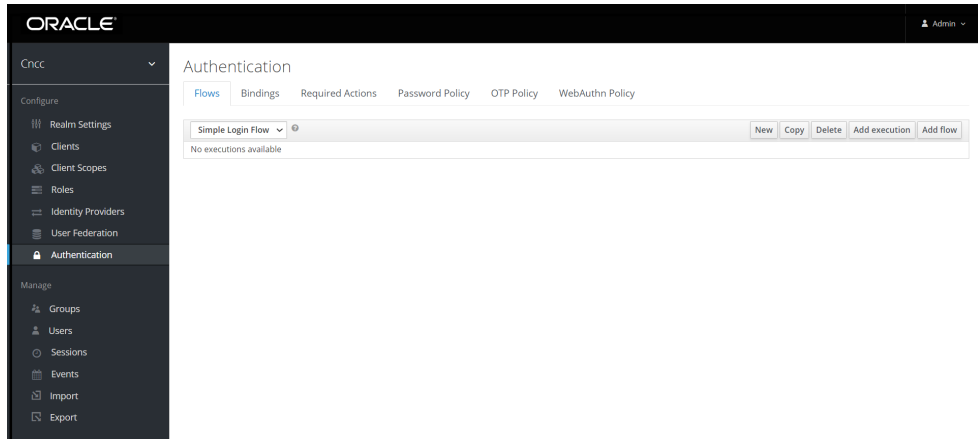 ORACLE
Admin
Cncc
Configure
Realm Settings
Clients
Client Scopes
Roles
Identity Providers
User Federation
Authentication
Manage
Groups
Users
Sessions
Events
Import
Export
Authentication
Flows Bindings Required Actions Password Policy OTP Policy WebAuthn Policy
Simple Login Flow New Copy Delete Add execution Add flow
No executions available